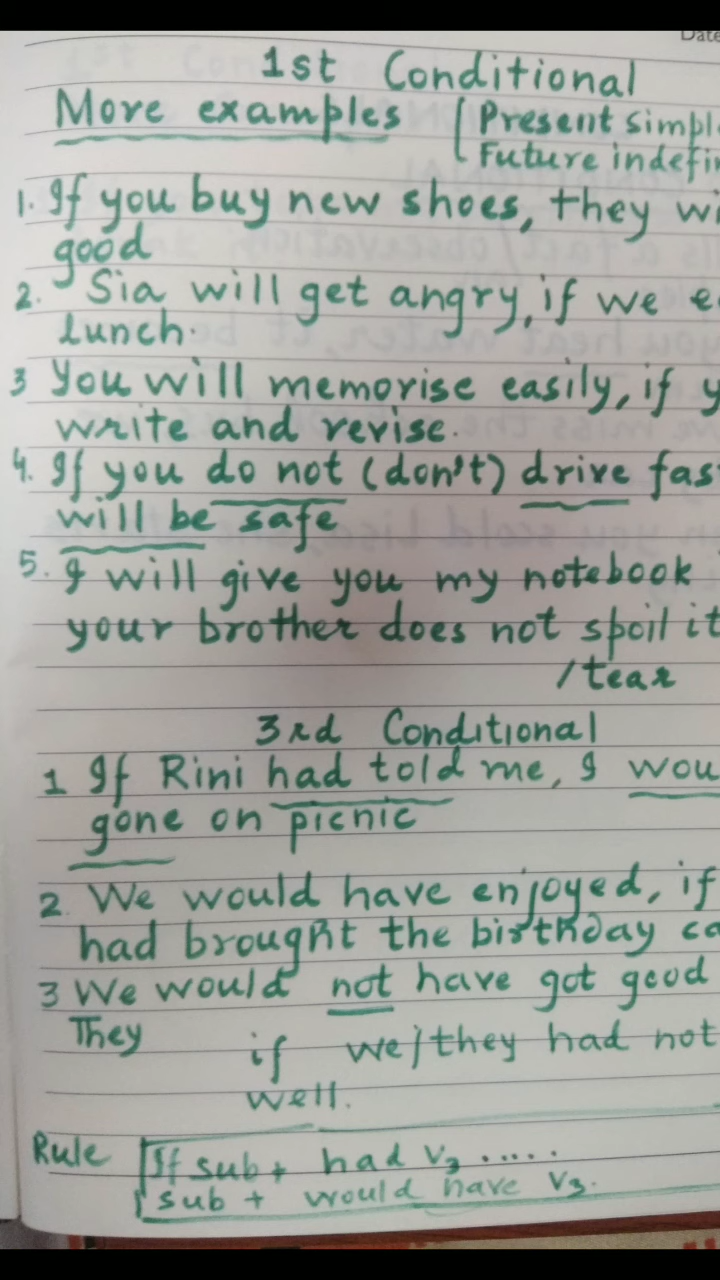 Date
1st Conditional
More examples [Present simpl
Future indefin
1. If you buy new shoes, they wi
good
2. Sia will get angry, if we e
lunch.
3 You will memorise easily, if y
write and revise.
4. If you do not (don't) drive fas
will be safe
5. I will give you my notebook
your brother does not spoil it
/tear
3rd Conditional
1 If Rini had told me, I wou
gone on picnic
2. We would have enjoyed, if
had brought the birthday ca
3 We would not have got good
They if we/they had not
well.
Rule If sub + had V3 .....
sub + would have V3.